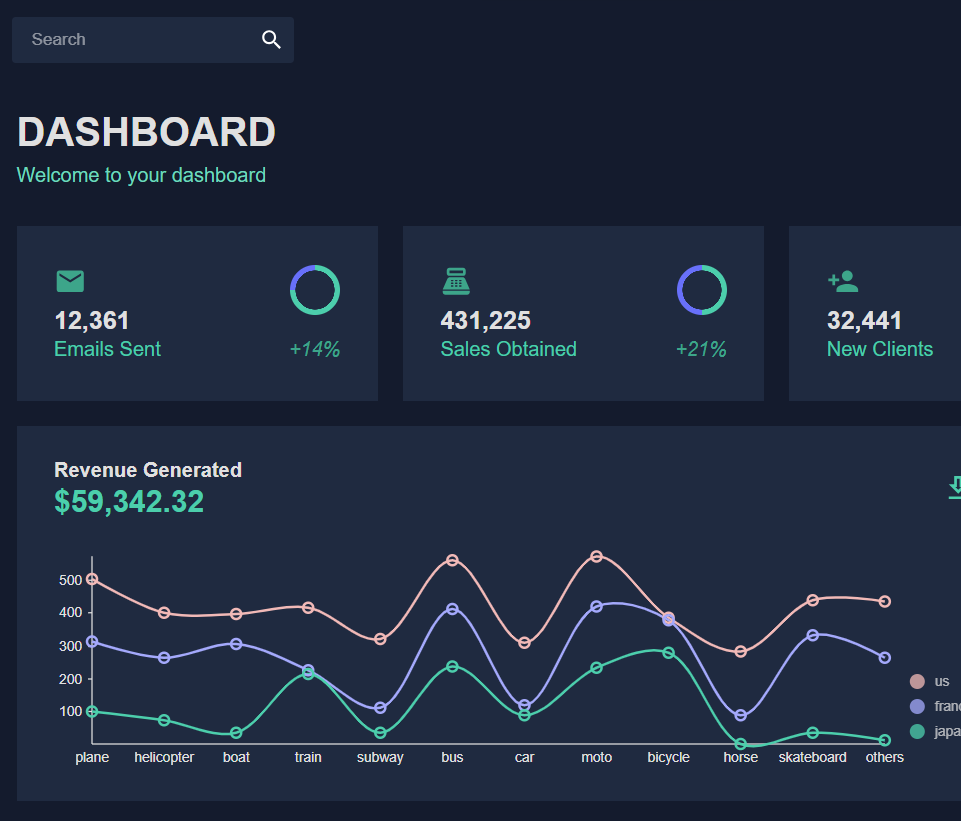 Search
DASHBOARD
Welcome to your dashboard
12,361
Emails Sent
+14%
431,225
Sales Obtained
+21%
32,441
New Clients
Revenue Generated
$59,342.32
500
400
300
200
100
plane helicopter boat train subway bus car moto bicycle horse skateboard others
us
franc
japa